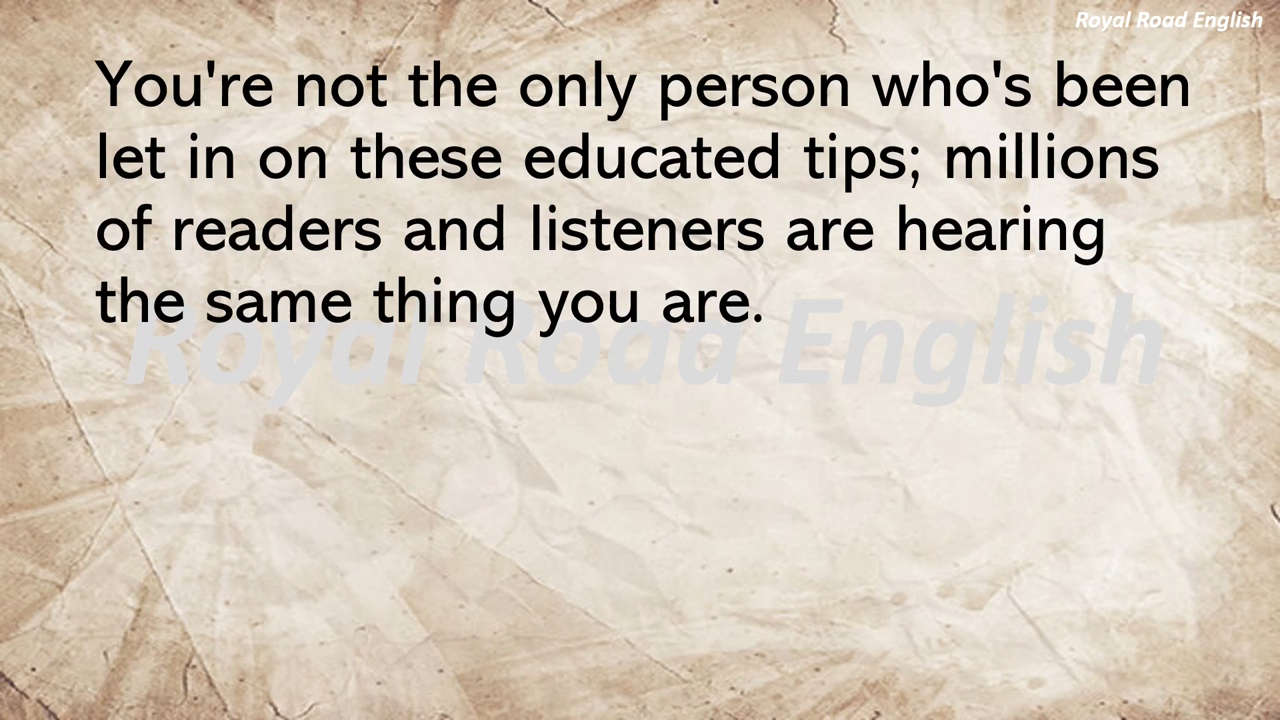 Royal Road English
You're not the only person who's been
let in on these educated tips; millions
of readers and listeners are hearing
the same thing you are.
Royal Road English